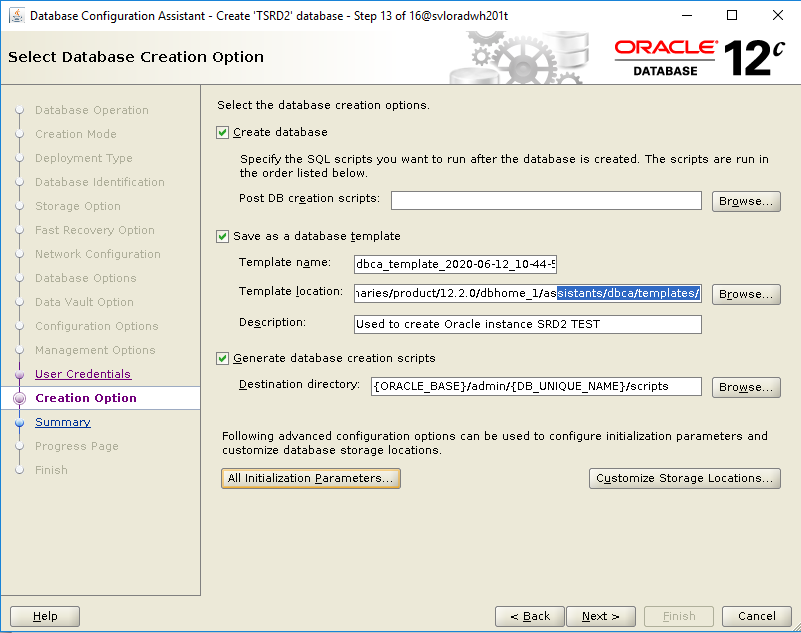 Database Configuration Assistant - Create 'TSRD2' database - Step 13 of 16@svloradwh201t
Select Database Creation Option
ORACLE®
DATABASE
12c
Database Operation
Creation Mode
Deployment Type
Database Identification
Storage Option
Fast Recovery Option
Network Configuration
Database Options
Data Vault Option
Configuration Options
Management Options
User Credentials
Creation Option
Summary
Progress Page
Finish
Select the database creation options.
Create database
Specify the SQL scripts you want to run after the database is created. The scripts are run in
the order listed below.
Post DB creation scripts:
Browse...
Save as a database template
Template name: dbca_template_2020-06-12_10-44-5
Template location: naries/product/12.2.0/dbhome_1/assistants/dbca/templates/ Browse...
Description: Used to create Oracle instance SRD2 TEST
Generate database creation scripts
Destination directory: {ORACLE_BASE}/admin/{DB_UNIQUE_NAME}/scripts Browse...
Following advanced configuration options can be used to configure initialization parameters and
customize database storage locations.
All Initialization Parameters... Customize Storage Locations...
Help < Back Next > Finish Cancel